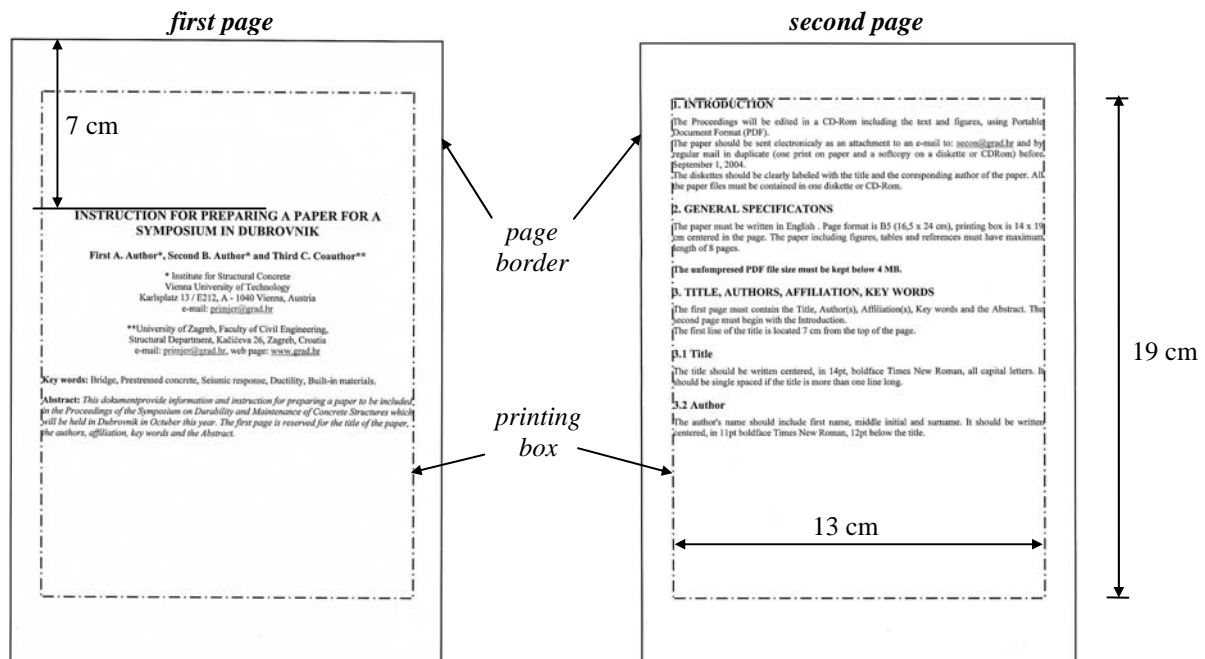 first page
7 cm
INSTRUCTION FOR PREPARING A PAPER FOR A
SYMPOSIUM IN DUBROVNIK
First A. Author*, Second B. Author* and Third C. Coauthor**
* Institute for Structural Concrete
Vienna University of Technology
Karlsplatz 13 / E212, A - 1040 Vienna, Austria
e-mail: primjer@grad.hr
**University of Zagreb, Faculty of Civil Engineering,
Structural Department, Kačićeva 26, Zagreb, Croatia
e-mail: primjer@grad.hr, web page: www.grad.hr
Key words: Bridge, Prestressed concrete, Seismic response, Ductility, Built-in materials.
Abstract: This dokumentprovide information and instruction for preparing a paper to be included
in the Proceedings of the Symposium on Durability and Maintenance of Concrete Structures which
will be held in Dubrovnik in Octuber this year. The first page is reserved for the title of the paper,
the authors, affiliation, key words and the Abstract.
page
border
printing
box
second page
1. INTRODUCTION
The Proceedings will be edited in a CD-Rom including the text and figures, using Portable
Document Format (PDF).
The paper should be sent electronicaly as an attachment to an e-mail to: secon@grad.hr and by
regular mail in duplicate (one print on paper and a softcopy on a diskette or CDRom) before
September 1, 2004.
The diskettes should be clearly labeled with the title and the coresponding author of the paper. All
the paper files must be contained in one diskette or CD-Rom.
2. GENERAL SPECIFICATONS
The paper must be written in English . Page format is B5 (16,5 x 24 cm), printing box is 14 x 19
cm centered in the page. The paper including figures, tables and references must have maximum
length of 8 pages.
The unfompresed PDF file size must be kept below 4 MB.
3. TITLE, AUTHORS, AFFILIATION, KEY WORDS
The first page must contain the Title, Author(s), Affiliation(s), Key words and the Abstract. The
second page must begin with the Introduction.
The first line of the title is located 7 cm from the top of the page.
3.1 Title
The title should be written centered, in 14pt, boldface Times New Roman, all capital letters. It
should be single spaced if the title is more than one line long.
3.2 Author
The author's name should include first name, middle initial and surname. It should be written
centered, in 11pt boldface Times New Roman, 12pt below the title.
13 cm
19 cm